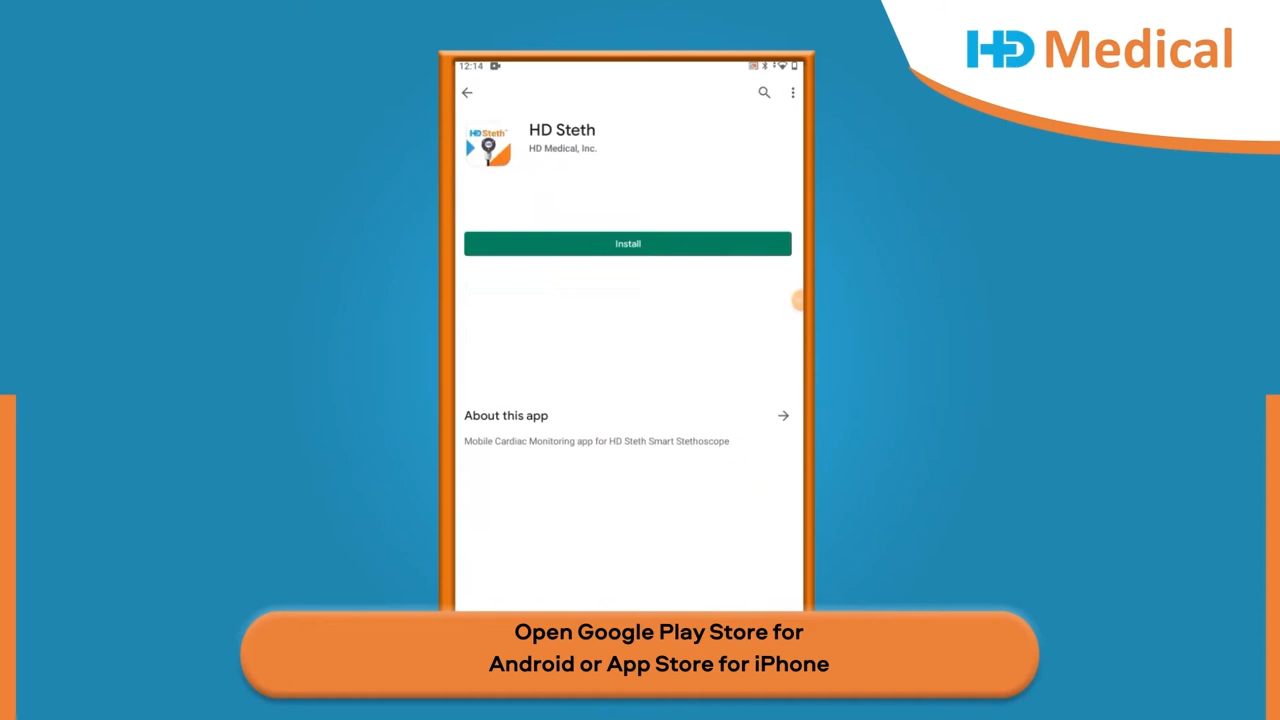 HD Medical
12:14
HD Steth
HD Steth
HD Medical, Inc.
Install
About this app
Mobile Cardiac Monitoring app for HD Steth Smart Stethoscope
Open Google Play Store for
Android or App Store for iPhone